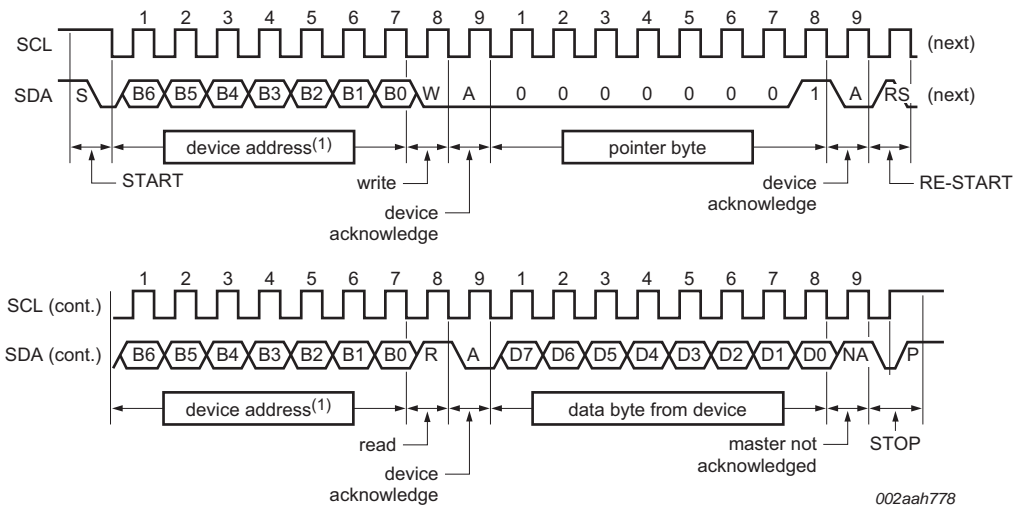 1 2 3 4 5 6 7 8 9 1 2 3 4 5 6 7 8 9
SCL (next)
SDA S B6 B5 B4 B3 B2 B1 B0 W A 0 0 0 0 0 0 0 1 A RS (next)
device address(1) pointer byte
START write device RE-START
device acknowledge
acknowledge
1 2 3 4 5 6 7 8 9 1 2 3 4 5 6 7 8 9
SCL (cont.)
SDA (cont.) B6 B5 B4 B3 B2 B1 B0 R A D7 D6 D5 D4 D3 D2 D1 D0 NA P
device address(1) data byte from device
read master not STOP
device acknowledged
acknowledge
002aah778